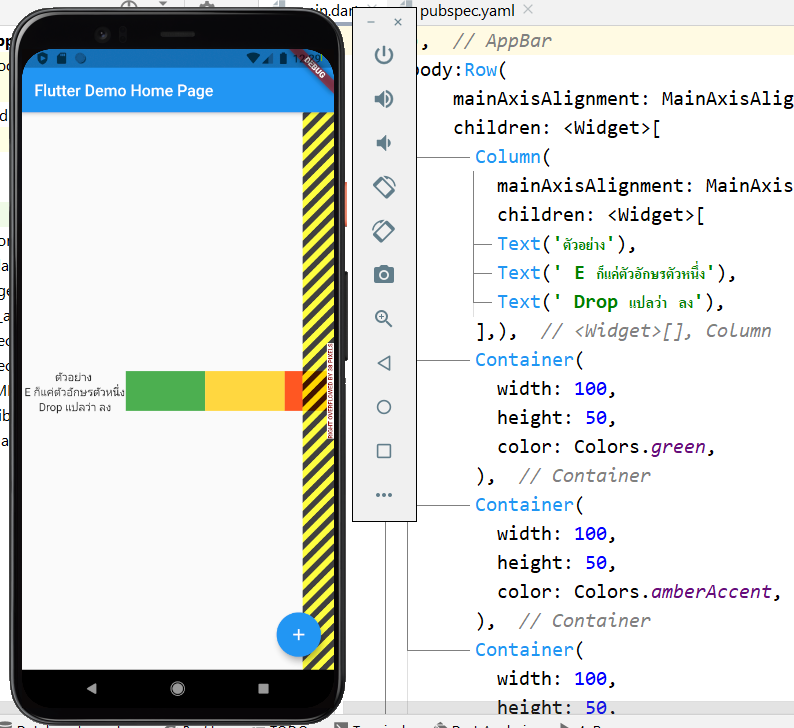 main.dart
pubspec.yaml
DEBUG
Flutter Demo Home Page
ตัวอย่าง
E ก็แค่ตัวอักษรตัวหนึ่ง
Drop แปลว่า ลง
RIGHT OVERFLOWED BY 39 PIXELS
+
, // AppBar
body:Row(
mainAxisAlignment: MainAxisAlig
children: <Widget>[
Column(
mainAxisAlignment: MainAxis
children: <Widget>[
Text('ตัวอย่าง'),
Text(' E ก็แค่ตัวอักษรตัวหนึ่ง'),
Text(' Drop แปลว่า ลง'),
],), // <Widget>[], Column
Container(
width: 100,
height: 50,
color: Colors.green,
), // Container
Container(
width: 100,
height: 50,
color: Colors.amberAccent,
), // Container
Container(
width: 100,
height: 50,